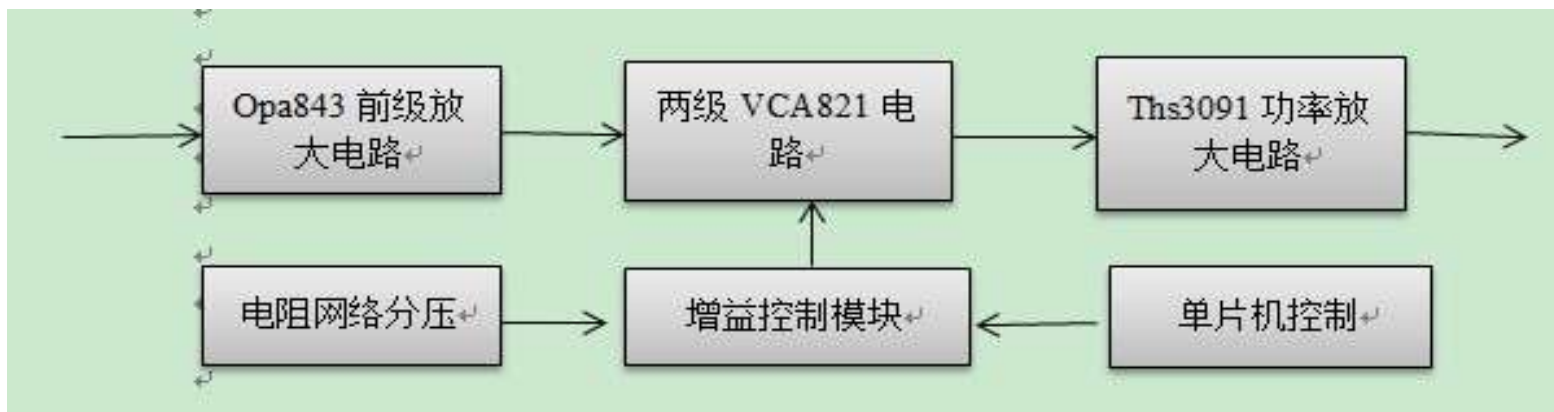 Opa843 前级放
大电路
两级 VCA821 电
路
Ths3091 功率放
大电路
电阻网络分压
增益控制模块
单片机控制